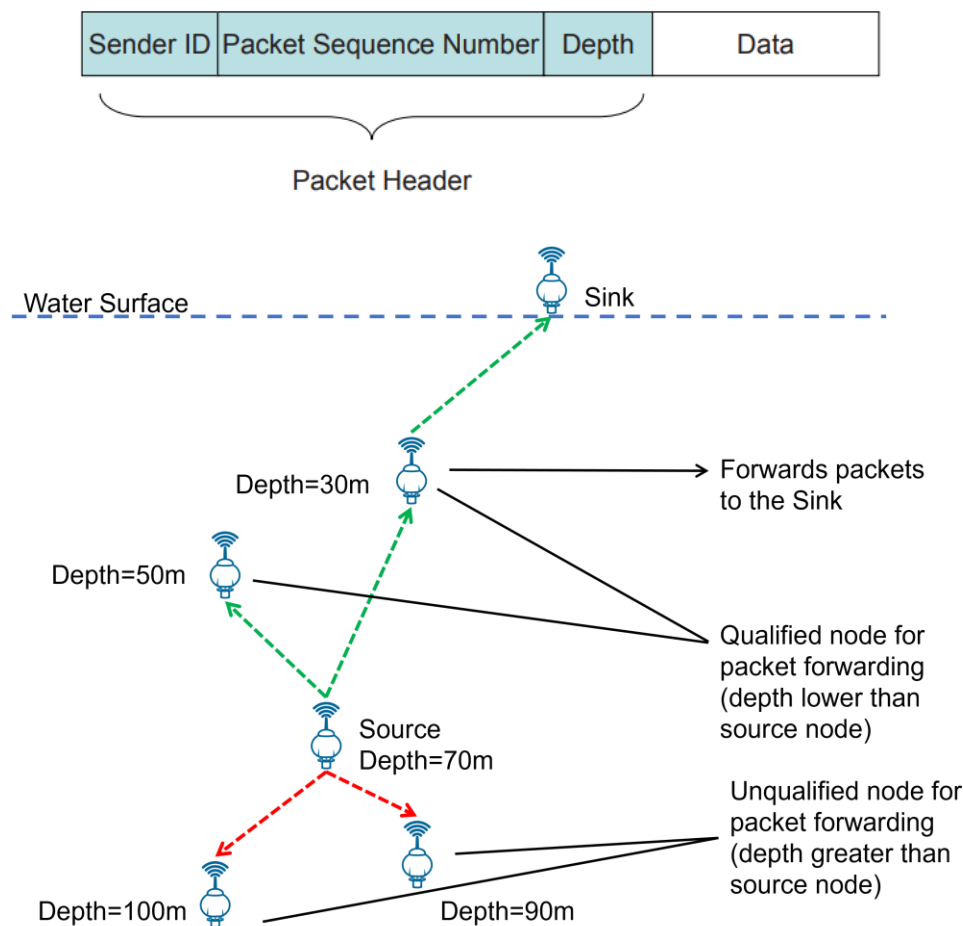 Sender ID Packet Sequence Number Depth Data
Packet Header
Sink
Water Surface
Depth=30m
Forwards packets
to the Sink
Depth=50m
Qualified node for
packet forwarding
(depth lower than
source node)
Source
Depth=70m
Unqualified node for
packet forwarding
(depth greater than
source node)
Depth=100m
Depth=90m